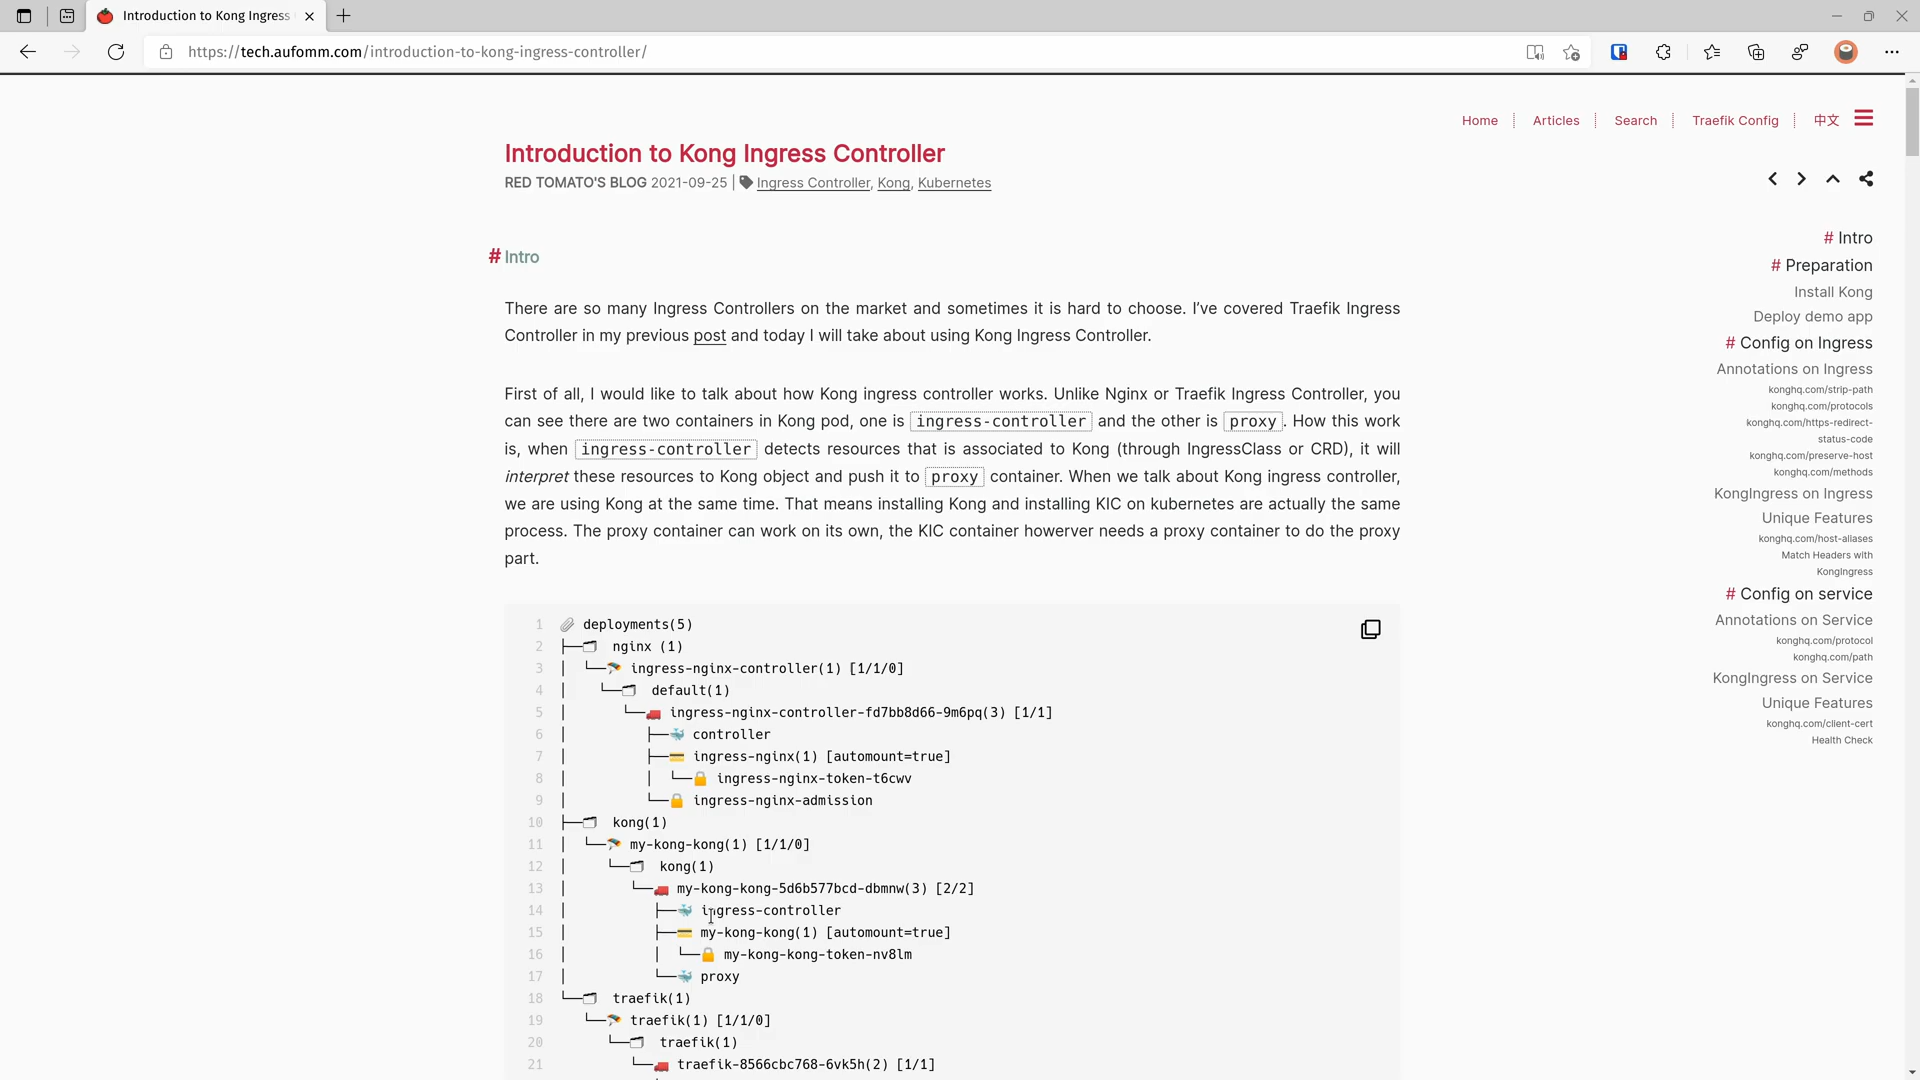 Introduction to Kong Ingress
https://tech.aufomm.com/introduction-to-kong-ingress-controller/
Home
Articles
Search
Traefik Config
中文
Introduction to Kong Ingress Controller
RED TOMATO'S BLOG 2021-09-25 | Ingress Controller, Kong, Kubernetes
# Intro
There are so many Ingress Controllers on the market and sometimes it is hard to choose. I've covered Traefik Ingress
Controller in my previous post and today I will take about using Kong Ingress Controller.
First of all, I would like to talk about how Kong ingress controller works. Unlike Nginx or Traefik Ingress Controller, you
can see there are two containers in Kong pod, one is ingress-controller and the other is proxy. How this work
is, when ingress-controller detects resources that is associated to Kong (through IngressClass or CRD), it will
interpret these resources to Kong object and push it to proxy container. When we talk about Kong ingress controller,
we are using Kong at the same time. That means installing Kong and installing KIC on kubernetes are actually the same
process. The proxy container can work on its own, the KIC container howerver needs a proxy container to do the proxy
part.
1 deployments(5)
2 nginx (1)
3 ingress-nginx-controller(1) [1/1/0]
4 default(1)
5 ingress-nginx-controller-fd7bb8d66-9m6pq(3) [1/1]
6 controller
7 ingress-nginx(1) [automount=true]
8 ingress-nginx-token-t6cwv
9 ingress-nginx-admission
10 kong(1)
11 my-kong-kong(1) [1/1/0]
12 kong(1)
13 my-kong-kong-5d6b577bcd-dbmnw(3) [2/2]
14 ingress-controller
15 my-kong-kong(1) [automount=true]
16 my-kong-kong-token-nv8lm
17 proxy
18 traefik(1)
19 traefik(1) [1/1/0]
20 traefik(1)
21 traefik-8566cbc768-6vk5h(2) [1/1]
# Intro
# Preparation
Install Kong
Deploy demo app
# Config on Ingress
Annotations on Ingress
konghq.com/strip-path
konghq.com/protocols
konghq.com/https-redirect-
status-code
konghq.com/preserve-host
konghq.com/methods
KongIngress on Ingress
Unique Features
konghq.com/host-aliases
Match Headers with
KongIngress
# Config on service
Annotations on Service
konghq.com/protocol
konghq.com/path
KongIngress on Service
Unique Features
konghq.com/client-cert
Health Check